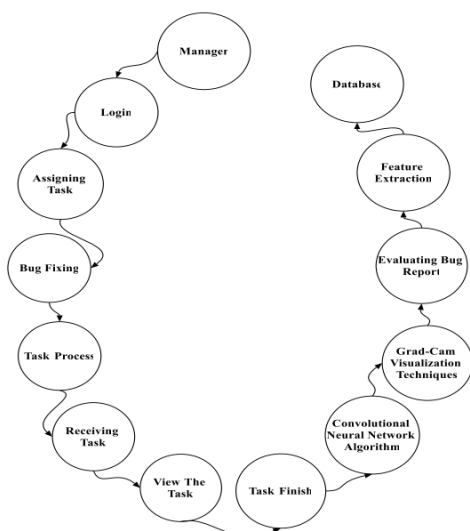 Manager
Login
Assigning
Task
Bug Fixing
Task Process
Receiving
Task
View The
Task
Task Finish
Convolutional
Neural Network
Algorithm
Grad-Cam
Visualization
Techniques
Evaluating Bug
Report
Feature
Extraction
Database